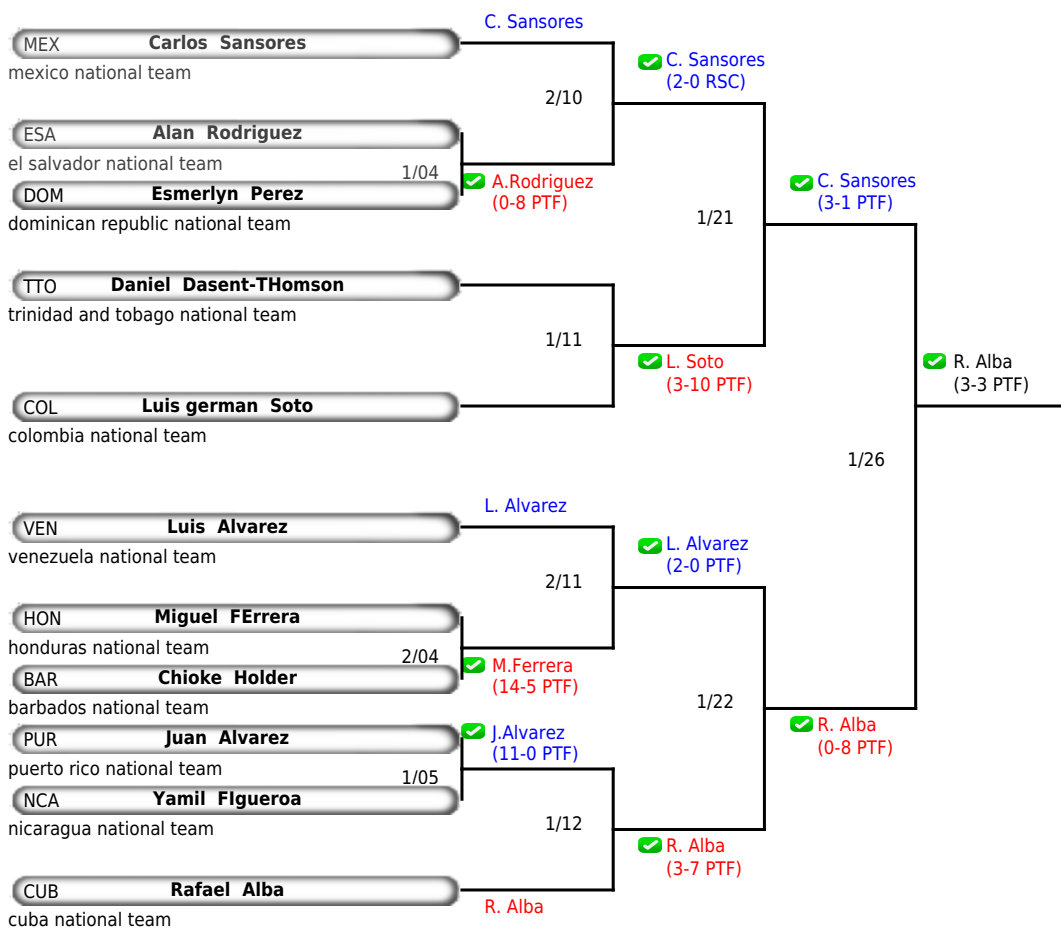 C. Sansores
MEX Carlos Sansores
mexico national team
C. Sansores
(2-0 RSC)
2/10
ESA Alan Rodriguez
el salvador national team
1/04
A.Rodriguez
(0-8 PTF)
DOM Esmerlyn Perez
dominican republic national team
C. Sansores
(3-1 PTF)
1/21
TTO Daniel Dasent-THomson
trinidad and tobago national team
1/11
L. Soto
(3-10 PTF)
R. Alba
(3-3 PTF)
COL Luis german Soto
colombia national team
1/26
L. Alvarez
VEN Luis Alvarez
venezuela national team
L. Alvarez
(2-0 PTF)
2/11
HON Miguel FErrera
honduras national team
2/04
M.Ferrera
(14-5 PTF)
BAR Chioke Holder
barbados national team
1/22
R. Alba
(0-8 PTF)
PUR Juan Alvarez
J.Alvarez
(11-0 PTF)
puerto rico national team
1/05
NCA Yamil FIgueroa
nicaragua national team
1/12
R. Alba
(3-7 PTF)
CUB Rafael Alba
R. Alba
cuba national team